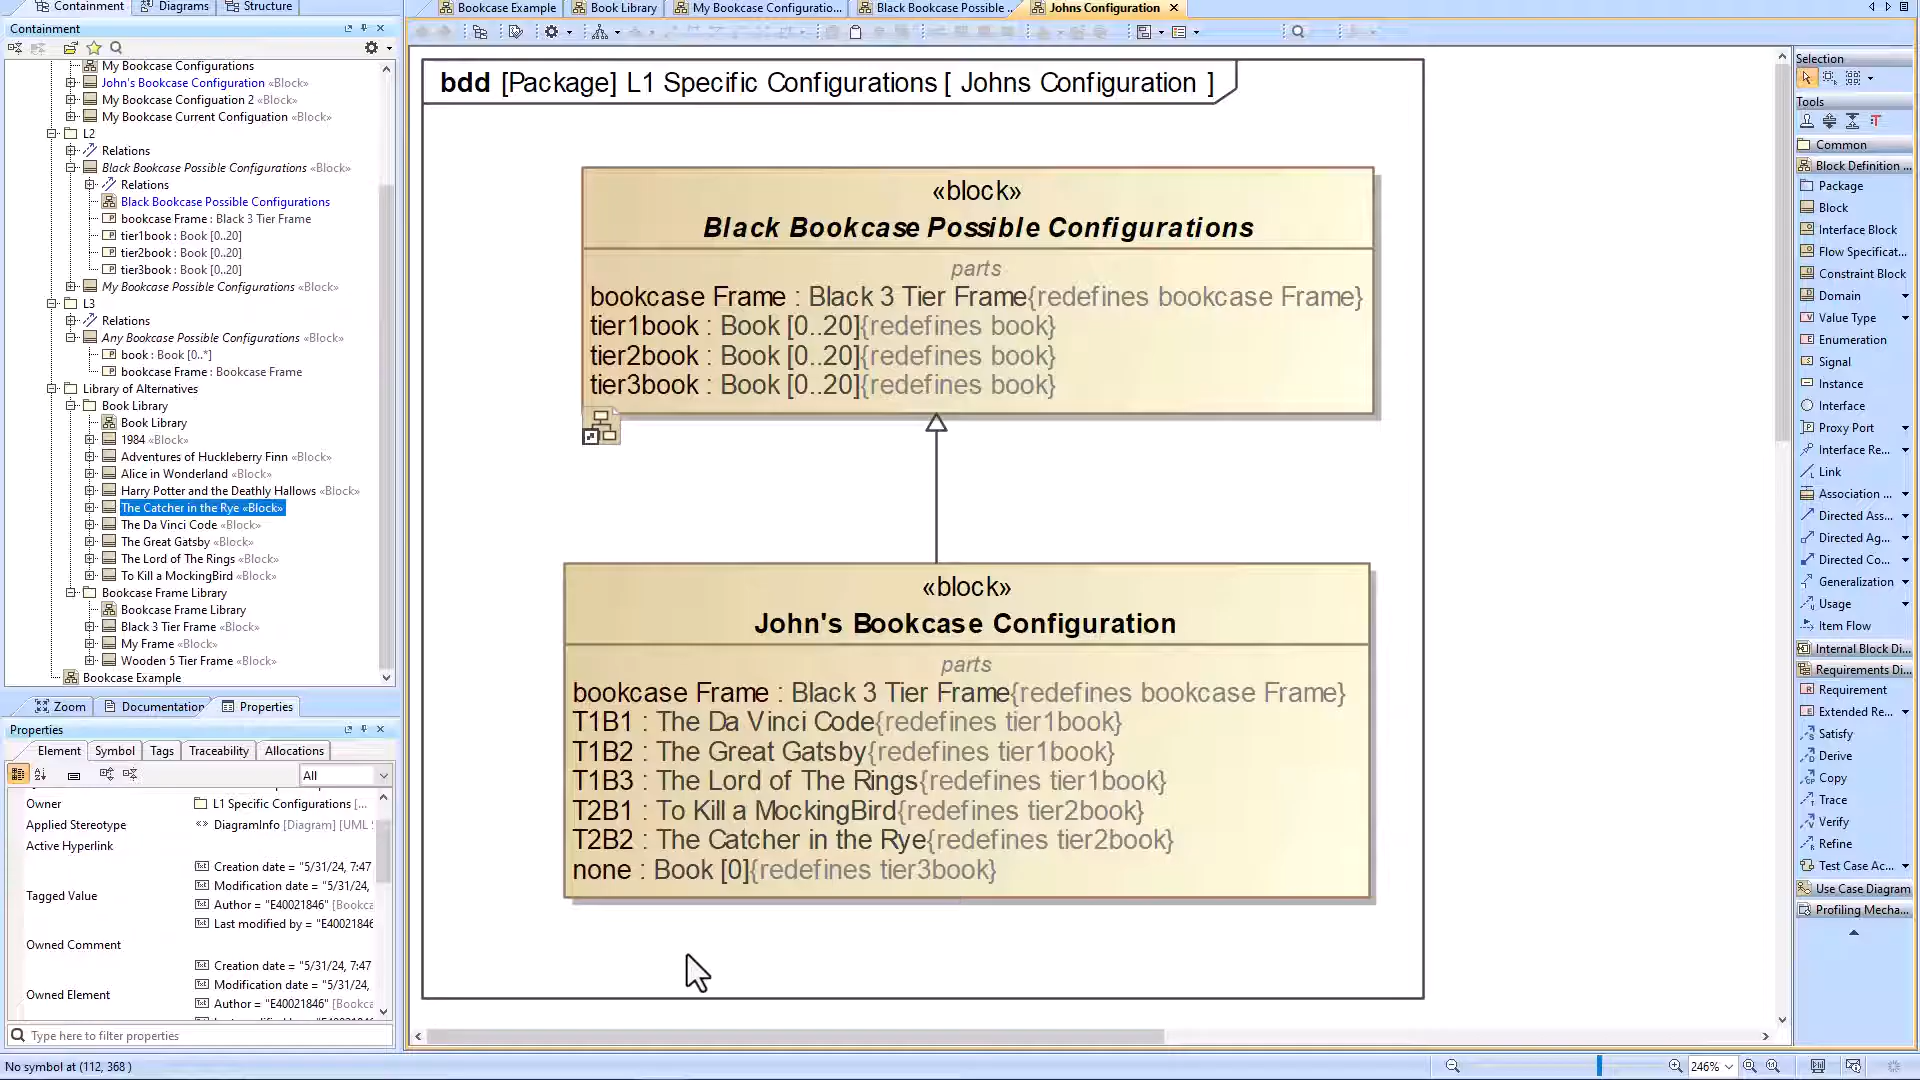 Containment
Diagrams
Structure
Bookcase Example
Book Library
My Bookcase Configuratio...
Black Bookcase Possible ...
Johns Configuration
Containment
My Bookcase Configurations
John's Bookcase Configuration «Block»
My Bookcase Configuation 2 «Block»
My Bookcase Current Configuation «Block»
L2
Relations
Black Bookcase Possible Configurations «Block»
Relations
Black Bookcase Possible Configurations
bookcase Frame : Black 3 Tier Frame
tier1book : Book [0..20]
tier2book : Book [0..20]
tier3book : Book [0..20]
My Bookcase Possible Configurations «Block»
L3
Relations
Any Bookcase Possible Configurations «Block»
book : Book [0..*]
bookcase Frame : Bookcase Frame
Library of Alternatives
Book Library
Book Library
1984 «Block»
Adventures of Huckleberry Finn «Block»
Alice in Wonderland «Block»
Harry Potter and the Deathly Hallows «Block»
The Catcher in the Rye «Block»
The Da Vinci Code «Block»
The Great Gatsby «Block»
The Lord of The Rings «Block»
To Kill a MockingBird «Block»
Bookcase Frame Library
Bookcase Frame Library
Black 3 Tier Frame «Block»
My Frame «Block»
Wooden 5 Tier Frame «Block»
Bookcase Example
Zoom
Documentation
Properties
Properties
Element
Symbol
Tags
Traceability
Allocations
All
Owner
L1 Specific Configurations [...
Applied Stereotype
«» DiagramInfo [Diagram] [UML
Active Hyperlink
Tagged Value
Creation date = "5/31/24, 7:47
Modification date = "5/31/24,
Author = "E40021846" [Bookca
Last modified by = "E40021846
Owned Comment
Owned Element
Creation date = "5/31/24, 7:47
Modification date = "5/31/24,
Author = "E40021846" [Bookca
Type here to filter properties
No symbol at (112, 368 )
bdd [Package] L1 Specific Configurations [ Johns Configuration ]
«block»
Black Bookcase Possible Configurations
parts
bookcase Frame : Black 3 Tier Frame{redefines bookcase Frame}
tier1book : Book [0..20]{redefines book}
tier2book : Book [0..20]{redefines book}
tier3book : Book [0..20]{redefines book}
«block»
John's Bookcase Configuration
parts
bookcase Frame : Black 3 Tier Frame{redefines bookcase Frame}
T1B1 : The Da Vinci Code{redefines tier1book}
T1B2 : The Great Gatsby{redefines tier1book}
T1B3 : The Lord of The Rings{redefines tier1book}
T2B1 : To Kill a MockingBird{redefines tier2book}
T2B2 : The Catcher in the Rye{redefines tier2book}
none : Book [0]{redefines tier3book}
Selection
Tools
Common
Block Definition ...
Package
Block
Interface Block
Flow Specificat...
Constraint Block
Domain
Value Type
Enumeration
Signal
Instance
Interface
Proxy Port
Interface Re...
Link
Association ...
Directed Ass...
Directed Ag...
Directed Co...
Generalization
Usage
Item Flow
Internal Block Di...
Requirements Di...
Requirement
Extended Re...
Satisfy
Derive
Copy
Trace
Verify
Refine
Test Case Ac...
Use Case Diagram
Profiling Mecha...
246%